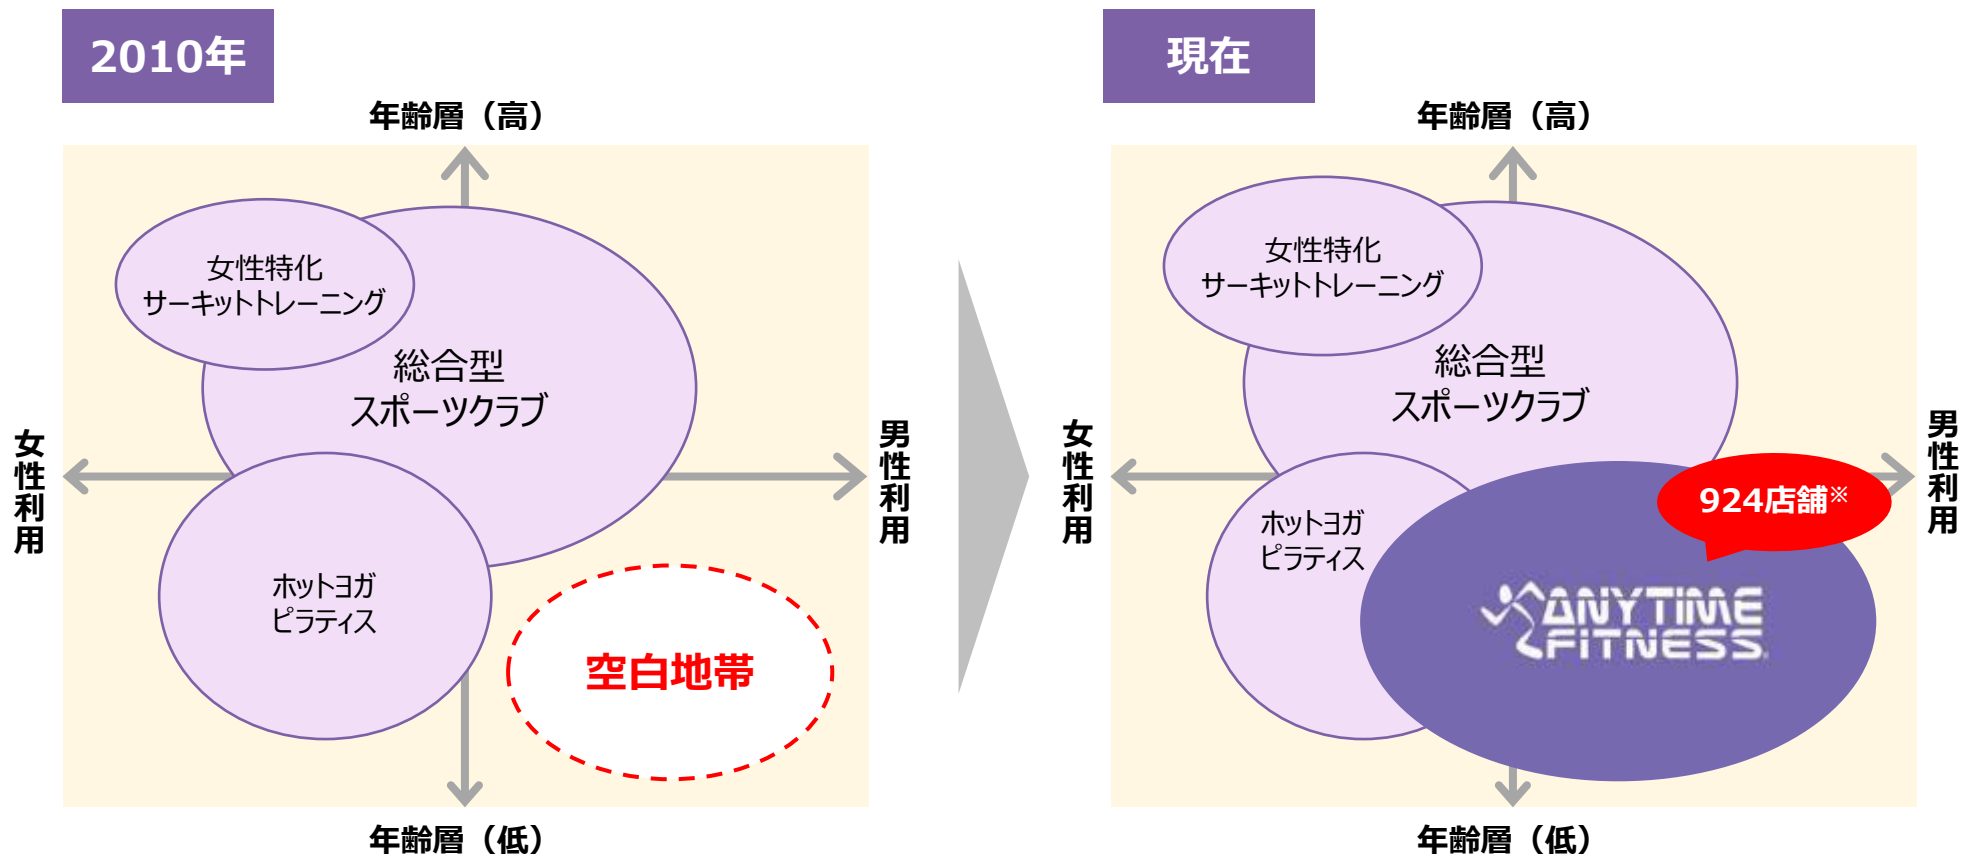 2010年
年齢層（高）
女性特化
サーキットトレーニング
総合型
スポーツクラブ
女性利用
男性利用
ホットヨガ
ピラティス
空白地帯
年齢層（低）
現在
年齢層（高）
女性特化
サーキットトレーニング
総合型
スポーツクラブ
女性利用
男性利用
924店舗※
ホットヨガ
ピラティス
ANYTIME
FITNESS
年齢層（低）